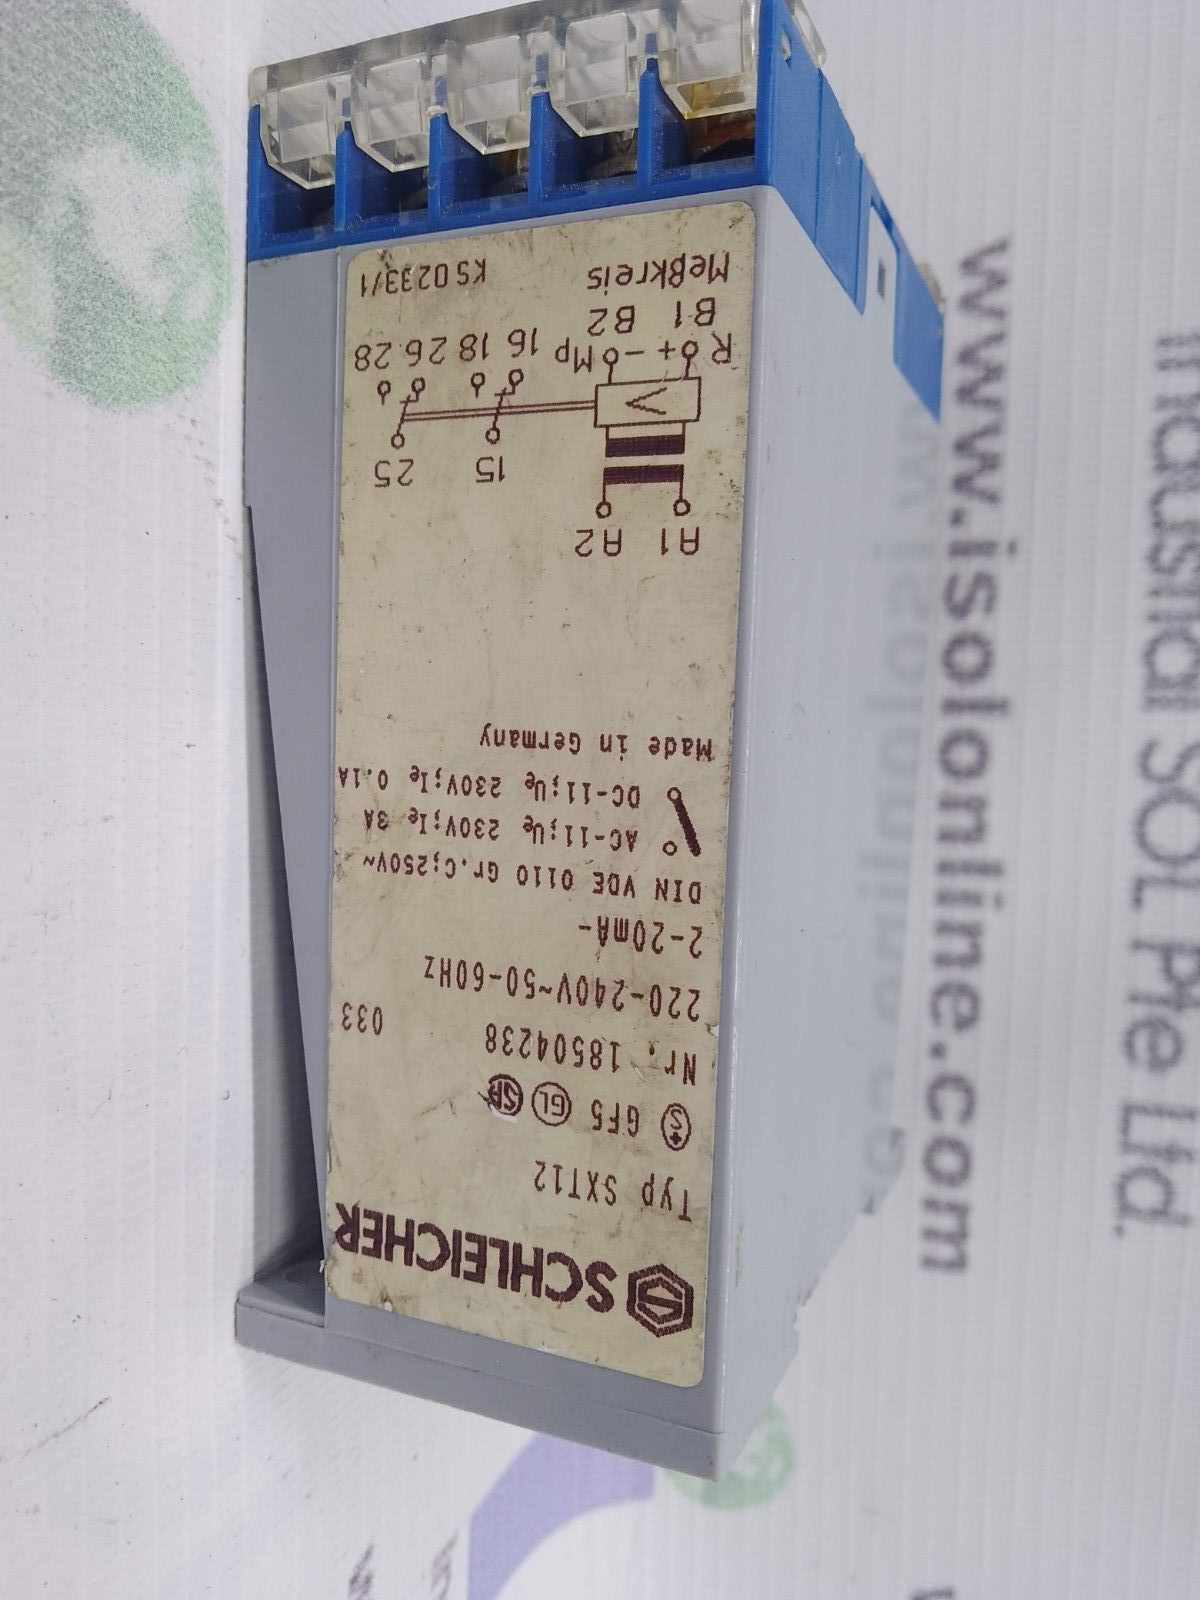 SCHLEICHER
Typ SXT12
S GF5 GL
Nr. 18504238 033
220-240V~50-60Hz
2-20mA-
DIN VDE 0110 Gr.C;250V~
AC-11;Ue 230V;Ie 3A
DC-11;Ue 230V;Ie 0.1A
Made in Germany
A1 A2
15 25
R + - Mp 16 18 26 28
B1 B2
Meßkreis KS0233/1
www.isolonline.com
Industrial SOL Pte Ltd.